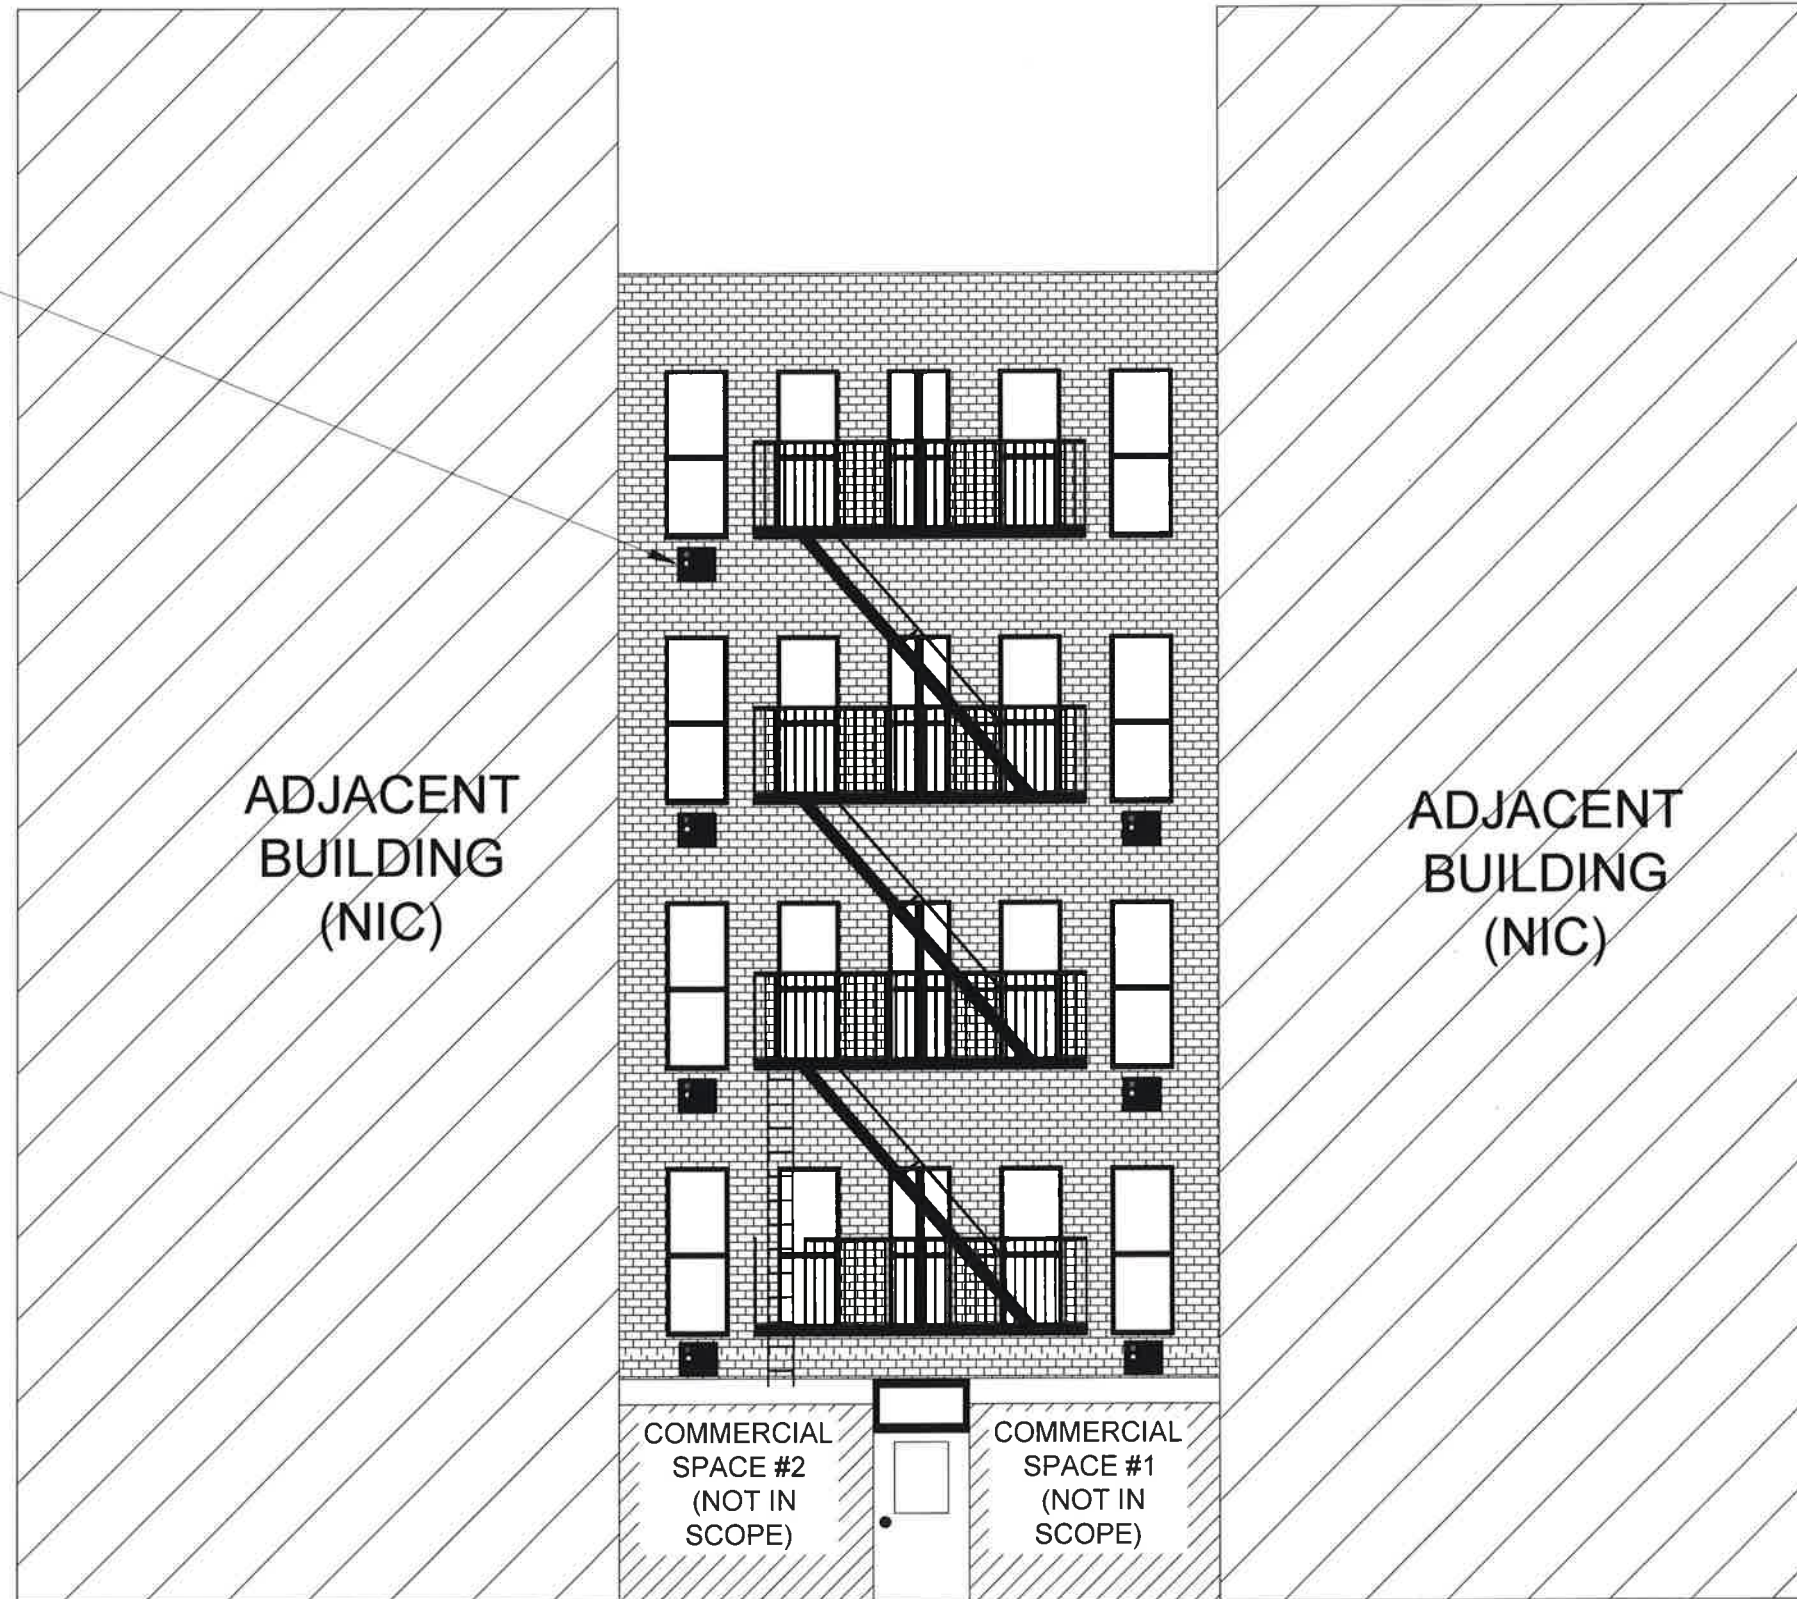 ADJACENT
BUILDING
(NIC)
ADJACENT
BUILDING
(NIC)
COMMERCIAL
SPACE #2
(NOT IN
SCOPE)
COMMERCIAL
SPACE #1
(NOT IN
SCOPE)